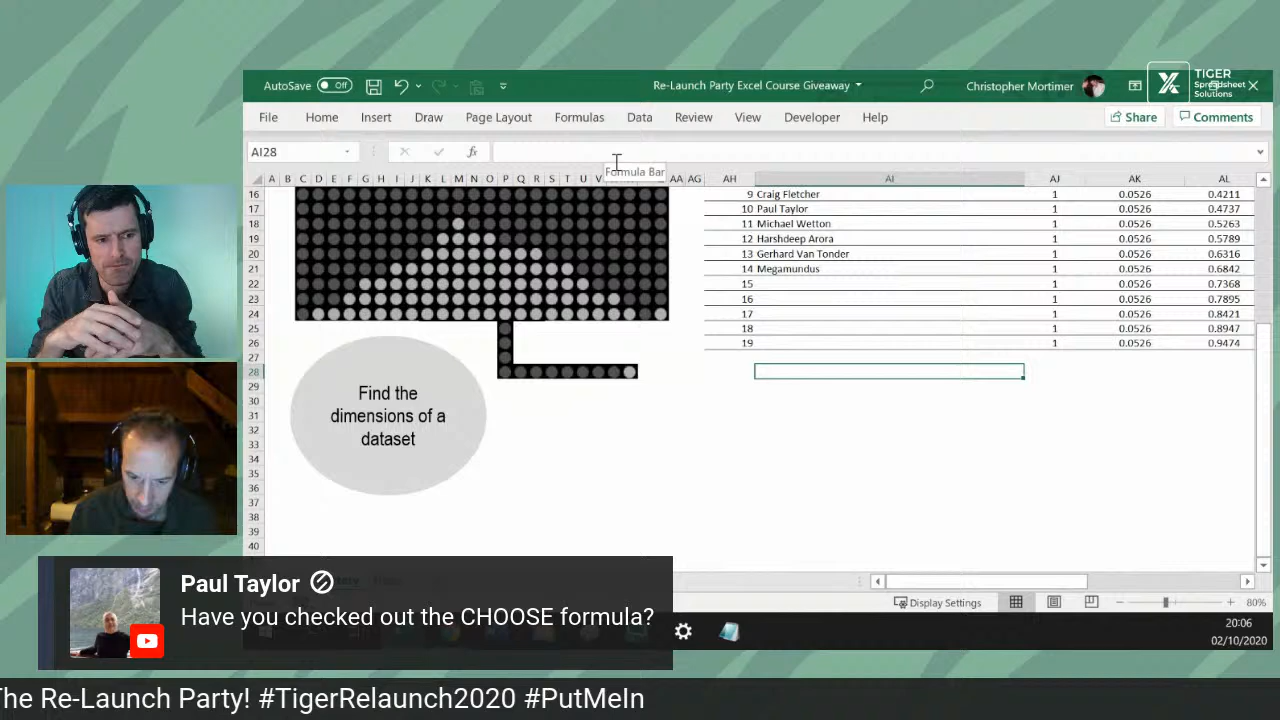 AutoSave Off
Re-Launch Party Excel Course Giveaway
Christopher Mortimer
TIGER
Spreadsheet
Solutions
File Home Insert Draw Page Layout Formulas Data Review View Developer Help
Share Comments
AI28
fx
Formula Bar
A B C D E F G H I J K L M N O P Q R S T U V AA AG AH AI AJ AK AL
16 9 Craig Fletcher 1 0.0526 0.4211
17 10 Paul Taylor 1 0.0526 0.4737
18 11 Michael Wetton 1 0.0526 0.5263
19 12 Harshdeep Arora 1 0.0526 0.5789
20 13 Gerhard Van Tonder 1 0.0526 0.6316
21 14 Megamundus 1 0.0526 0.6842
22 15 1 0.0526 0.7368
23 16 1 0.0526 0.7895
24 17 1 0.0526 0.8421
25 18 1 0.0526 0.8947
26 19 1 0.0526 0.9474
27
28
29
30
31
32
33
34
35
36
37
38
39
40
Find the
dimensions of a
dataset
Paul Taylor
Have you checked out the CHOOSE formula?
Display Settings
80%
20:06
02/10/2020
The Re-Launch Party! #TigerRelaunch2020 #PutMeIn